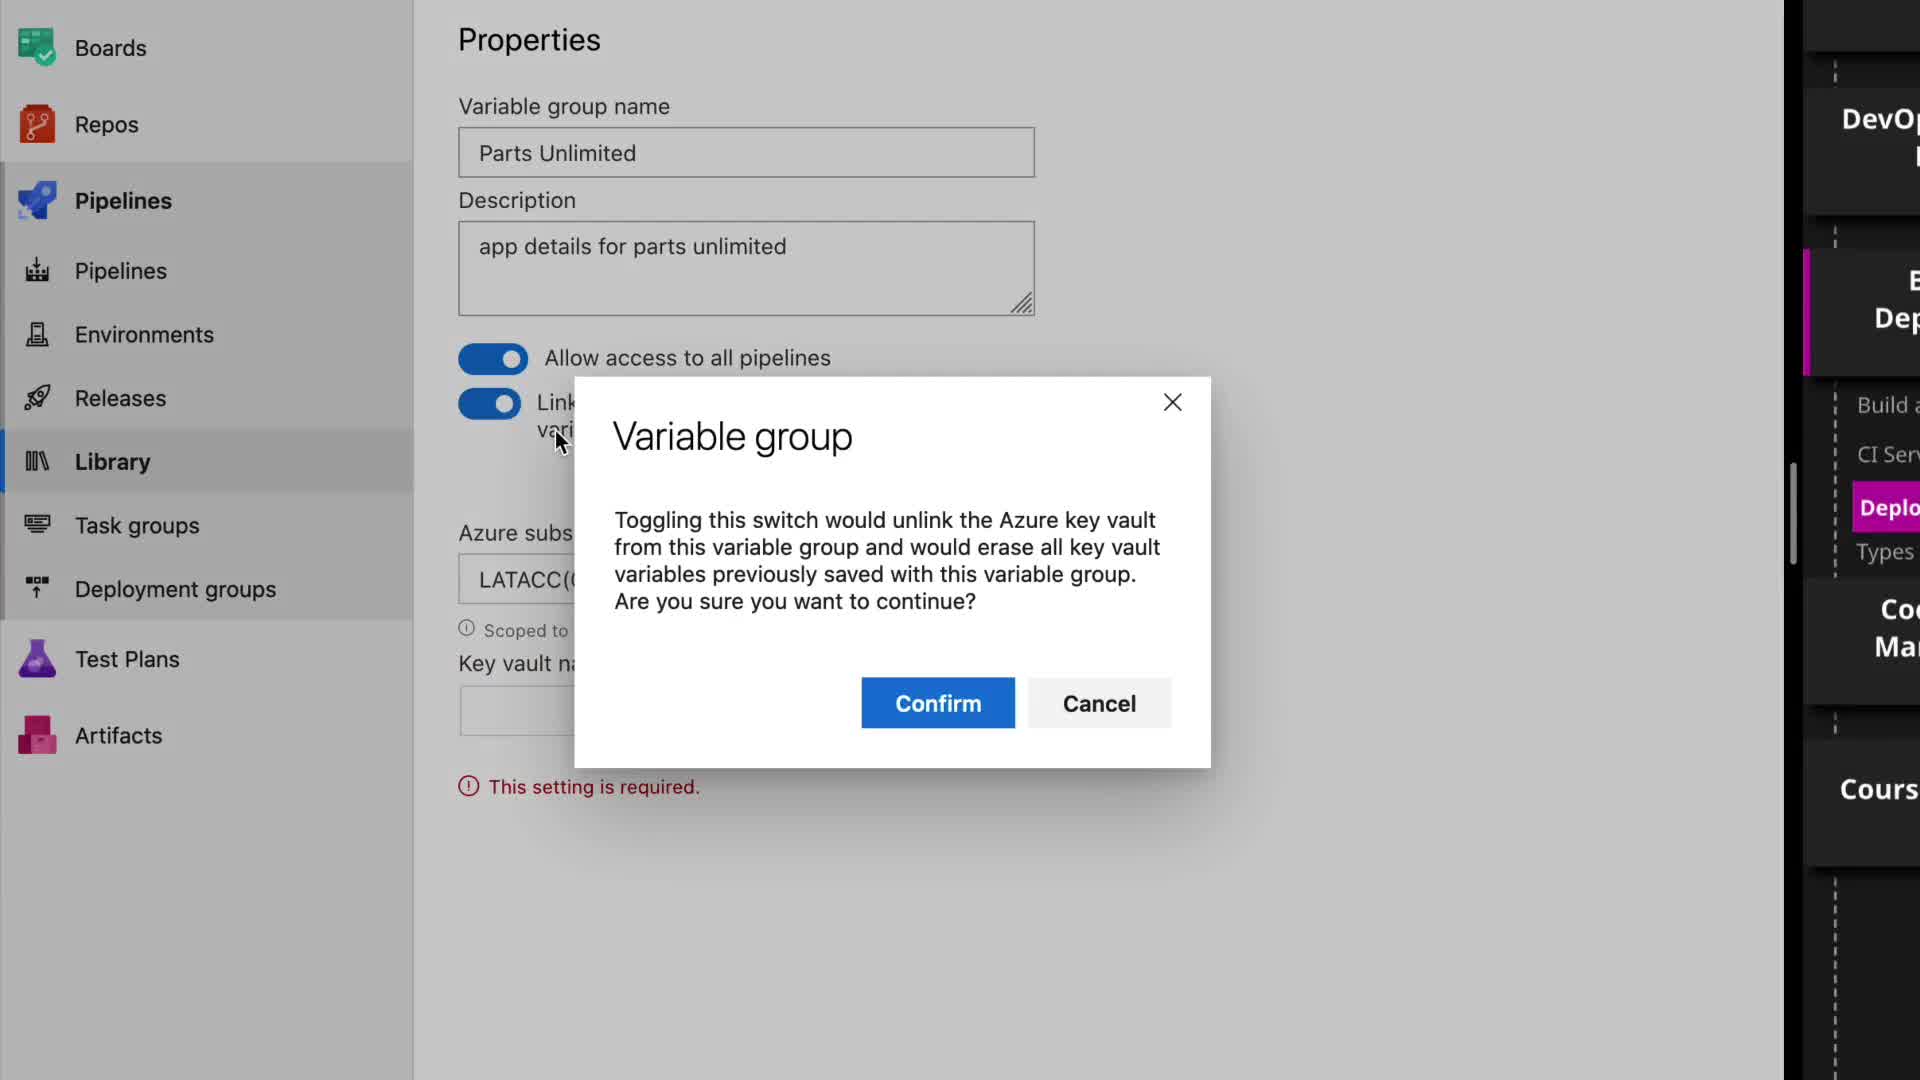 Boards
Repos
Pipelines
Pipelines
Environments
Releases
Library
Task groups
Deployment groups
Test Plans
Artifacts
Properties
Variable group name
Parts Unlimited
Description
app details for parts unlimited
Allow access to all pipelines
Link
vari
Azure subs
LATACC(
Scoped to
Key vault na
This setting is required.
Variable group
Toggling this switch would unlink the Azure key vault
from this variable group and would erase all key vault
variables previously saved with this variable group.
Are you sure you want to continue?
Confirm
Cancel
DevOp
Dep
Build a
CI Serv
Deplo
Types
Co
Ma
Cours